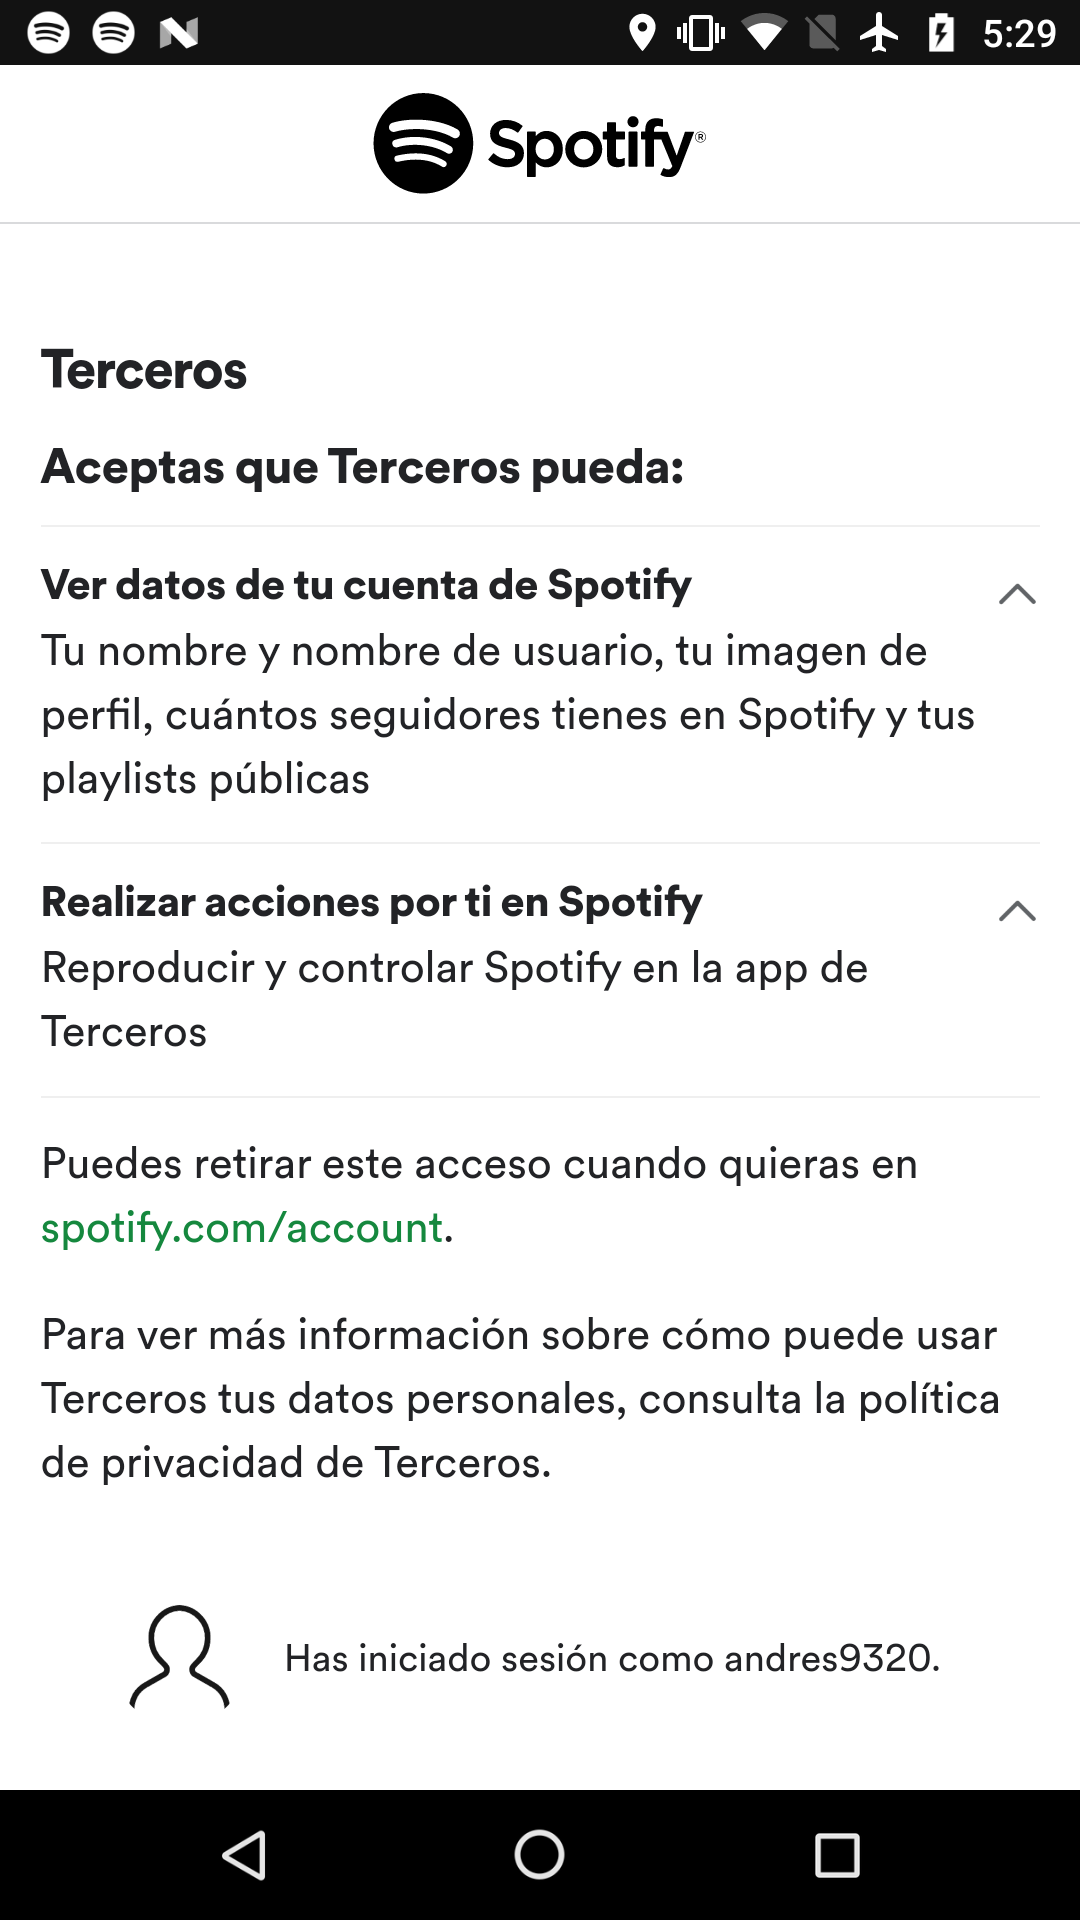 5:29
Spotify®
Terceros
Aceptas que Terceros pueda:
Ver datos de tu cuenta de Spotify
Tu nombre y nombre de usuario, tu imagen de
perfil, cuántos seguidores tienes en Spotify y tus
playlists públicas
Realizar acciones por ti en Spotify
Reproducir y controlar Spotify en la app de
Terceros
Puedes retirar este acceso cuando quieras en
spotify.com/account.
Para ver más información sobre cómo puede usar
Terceros tus datos personales, consulta la política
de privacidad de Terceros.
Has iniciado sesión como andres9320.